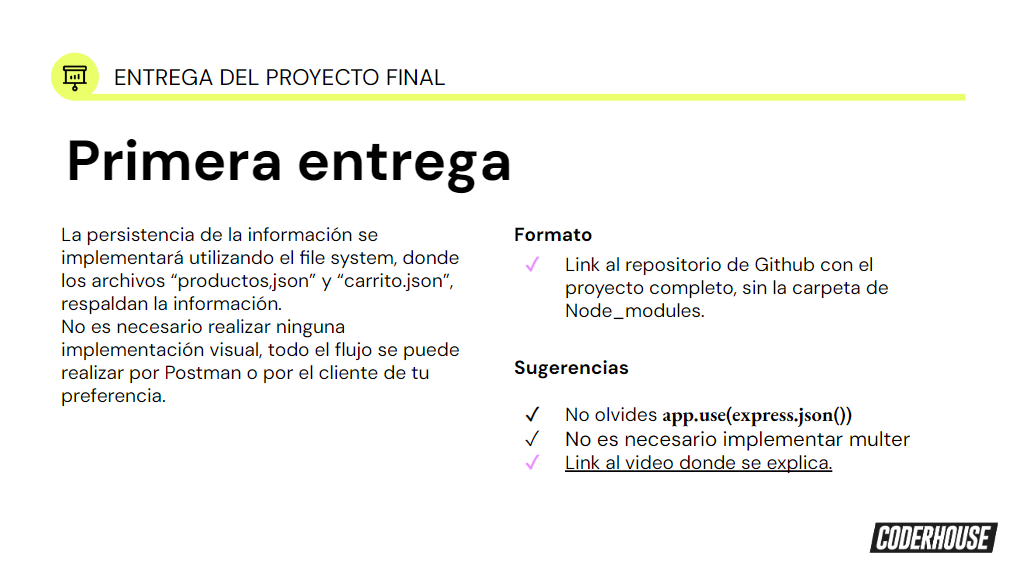 ENTREGA DEL PROYECTO FINAL
Primera entrega
La persistencia de la información se
implementará utilizando el file system, donde
los archivos “productos,json” y “carrito.json”,
respaldan la información.
No es necesario realizar ninguna
implementación visual, todo el flujo se puede
realizar por Postman o por el cliente de tu
preferencia.
Formato
✓ Link al repositorio de Github con el
proyecto completo, sin la carpeta de
Node_modules.
Sugerencias
✓ No olvides app.use(express.json())
✓ No es necesario implementar multer
✓ Link al video donde se explica.
CODERHOUSE